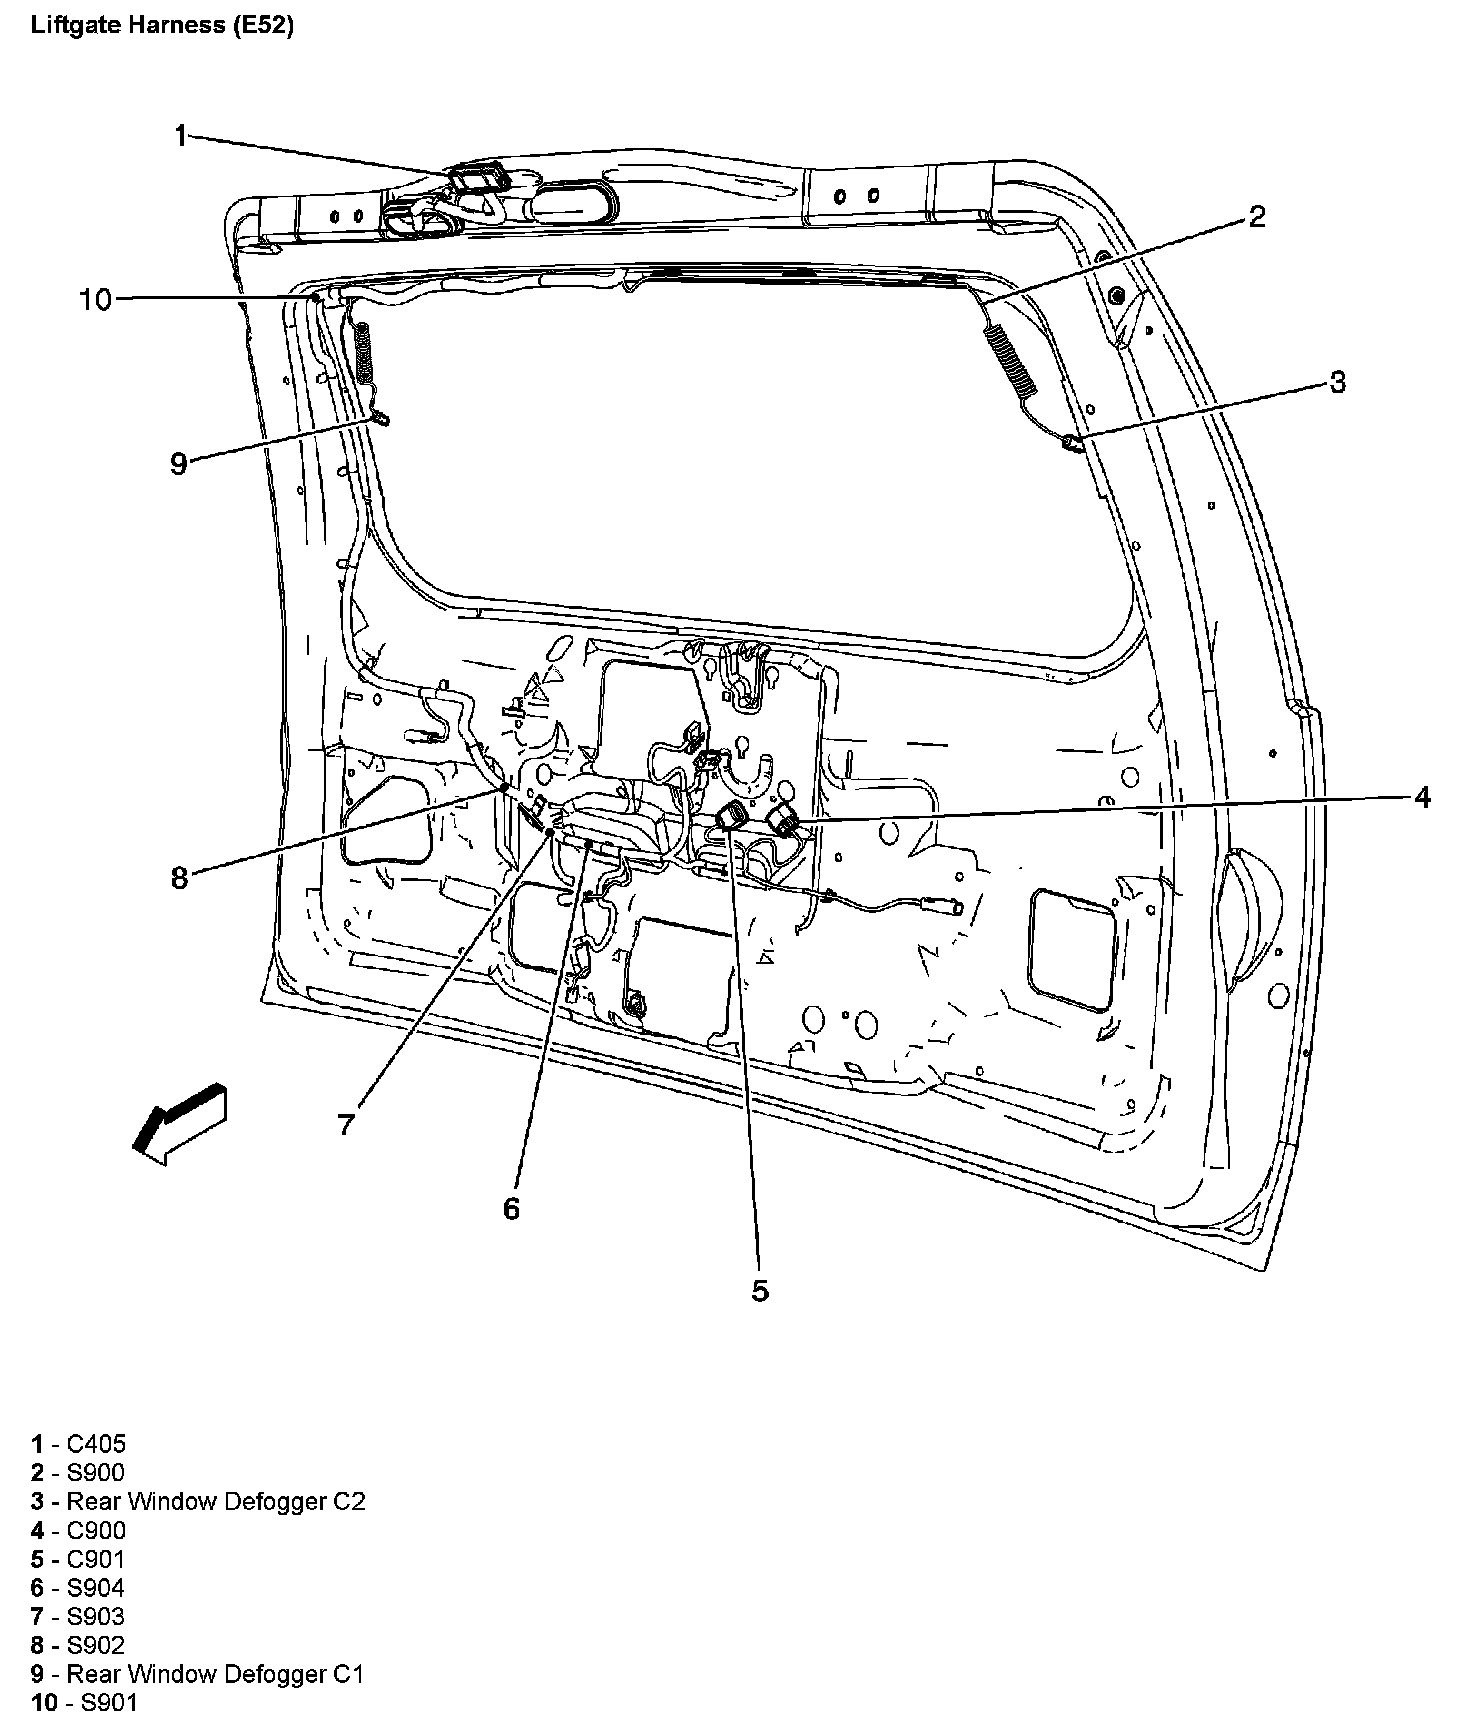 Liftgate Harness (E52)
1
2
10
3
9
4
8
7
6
5
1 - C405
2 - S900
3 - Rear Window Defogger C2
4 - C900
5 - C901
6 - S904
7 - S903
8 - S902
9 - Rear Window Defogger C1
10 - S901